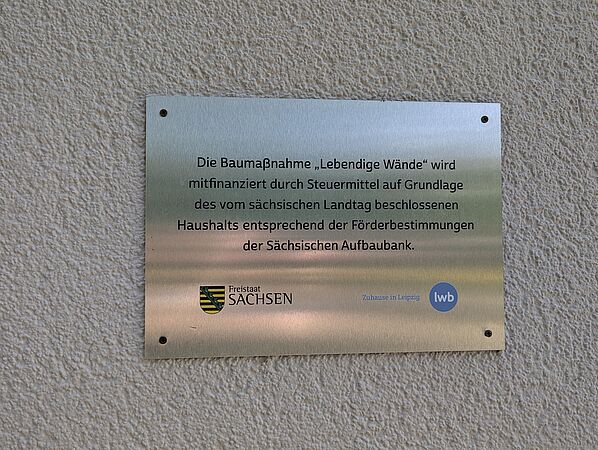 Die Baumaßnahme „Lebendige Wände“ wird
mitfinanziert durch Steuermittel auf Grundlage
des vom sächsischen Landtag beschlossenen
Haushalts entsprechend der Förderbestimmungen
der Sächsischen Aufbaubank.
Freistaat
SACHSEN
Zuhause in Leipzig
lwb